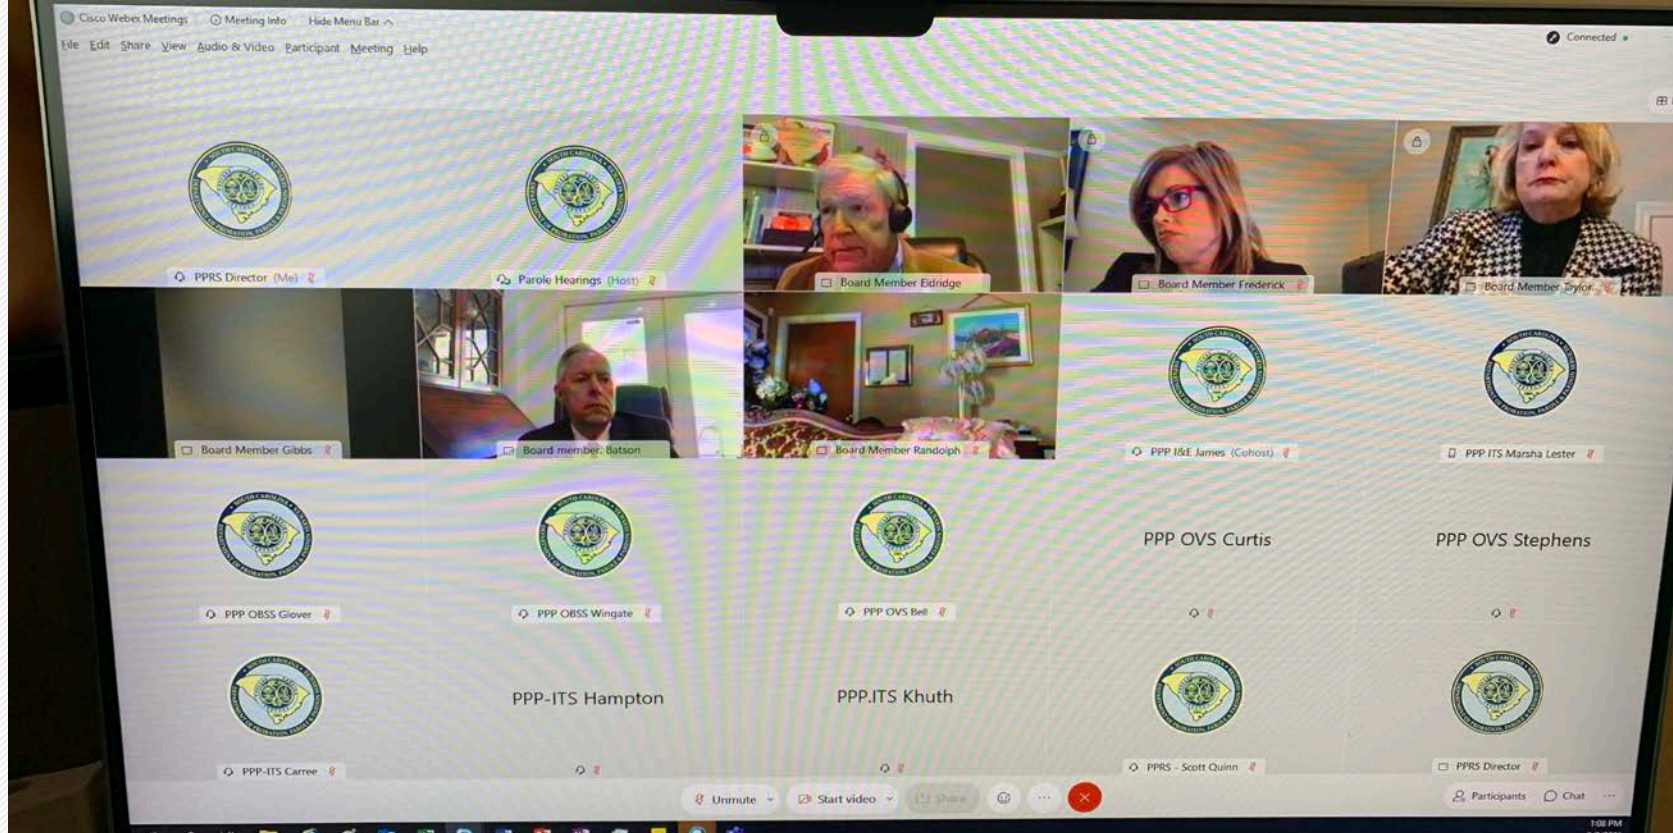 Cisco Webex Meetings Meeting Info Hide Menu Bar
File Edit Share View Audio & Video Participant Meeting Help
Connected
PPRS Director (Me)
Parole Hearings (Host)
Board Member Eldridge
Board Member Frederick
Board Member Taylor
Board Member Gibbs
Board member. Batson
Board Member Randolph
PPP I&E James (Cohost)
PPP ITS Marsha Lester
PPP OBSS Glover
PPP OBSS Wingate
PPP OVS Bell
PPP OVS Curtis
PPP OVS Stephens
PPP-ITS Carree
PPP-ITS Hampton
PPP.ITS Khuth
PPRS - Scott Quinn
PPRS Director
Unmute Start video Share
Participants Chat
1:08 PM